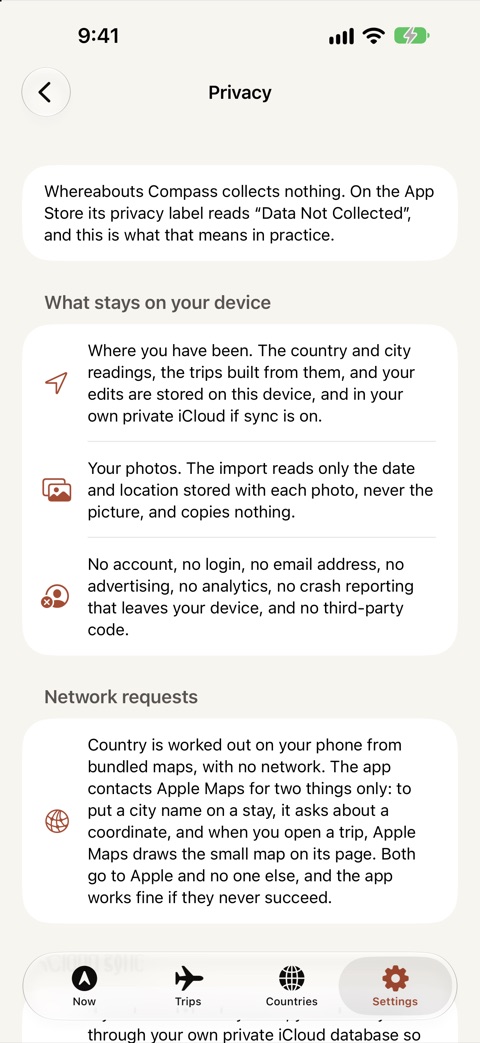 9:41
Privacy
Whereabouts Compass collects nothing. On the App
Store its privacy label reads “Data Not Collected”,
and this is what that means in practice.
What stays on your device
Where you have been. The country and city
readings, the trips built from them, and your
edits are stored on this device, and in your
own private iCloud if sync is on.
Your photos. The import reads only the date
and location stored with each photo, never the
picture, and copies nothing.
No account, no login, no email address, no
advertising, no analytics, no crash reporting
that leaves your device, and no third-party
code.
Network requests
Country is worked out on your phone from
bundled maps, with no network. The app
contacts Apple Maps for two things only: to
put a city name on a stay, it asks about a
coordinate, and when you open a trip, Apple
Maps draws the small map on its page. Both
go to Apple and no one else, and the app
works fine if they never succeed.
Now
Trips
Countries
Settings
through your own private iCloud database so